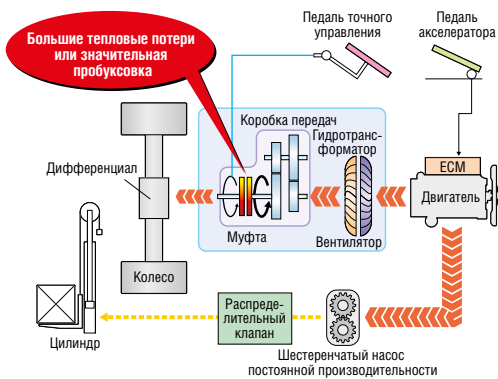 Большие тепловые потери
или значительная
пробуксовка
Педаль точного
управления
Педаль
акселератора
Коробка передач
Гидротранс-
форматор
ECM
Дифференциал
Двигатель
Муфта
Вентилятор
Колесо
Распреде-
лительный
клапан
Цилиндр
Шестеренчатый насос
постоянной производительности